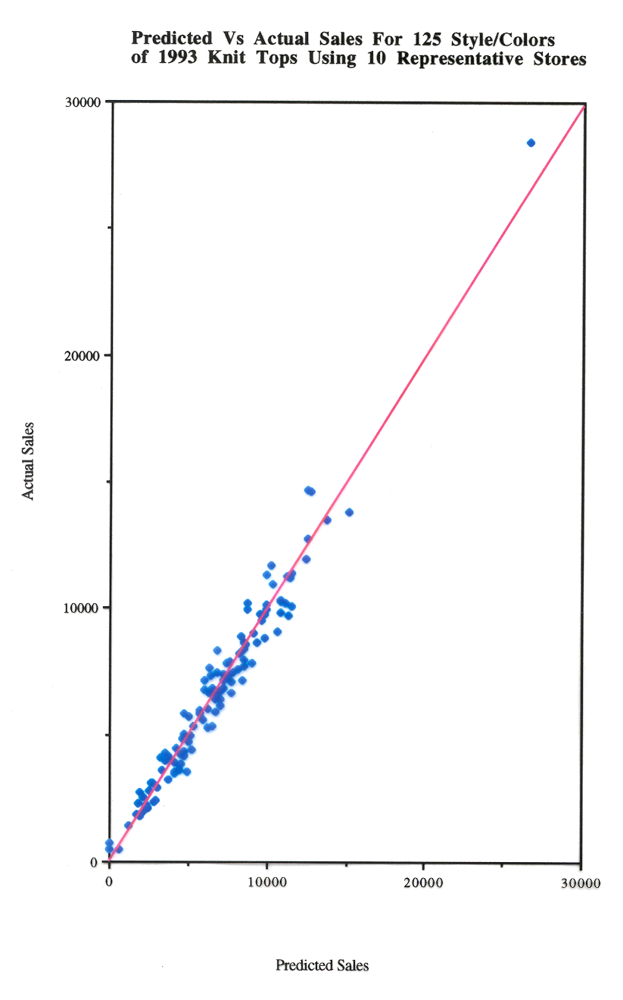 Predicted Vs Actual Sales For 125 Style/Colors
of 1993 Knit Tops Using 10 Representative Stores
30000
20000
Actual Sales
10000
0
0 10000 20000 30000
Predicted Sales